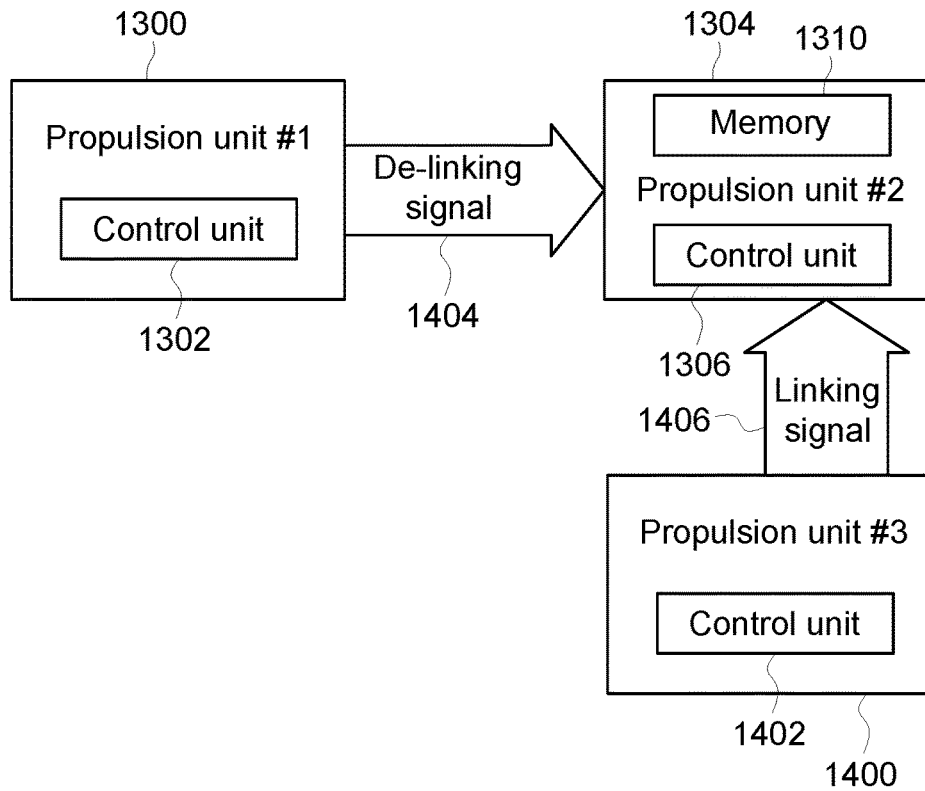 1300
1304
1310
Propulsion unit #1
Control unit
1302
De-linking
signal
1404
Memory
Propulsion unit #2
Control unit
1306
Linking
signal
1406
Propulsion unit #3
Control unit
1402
1400